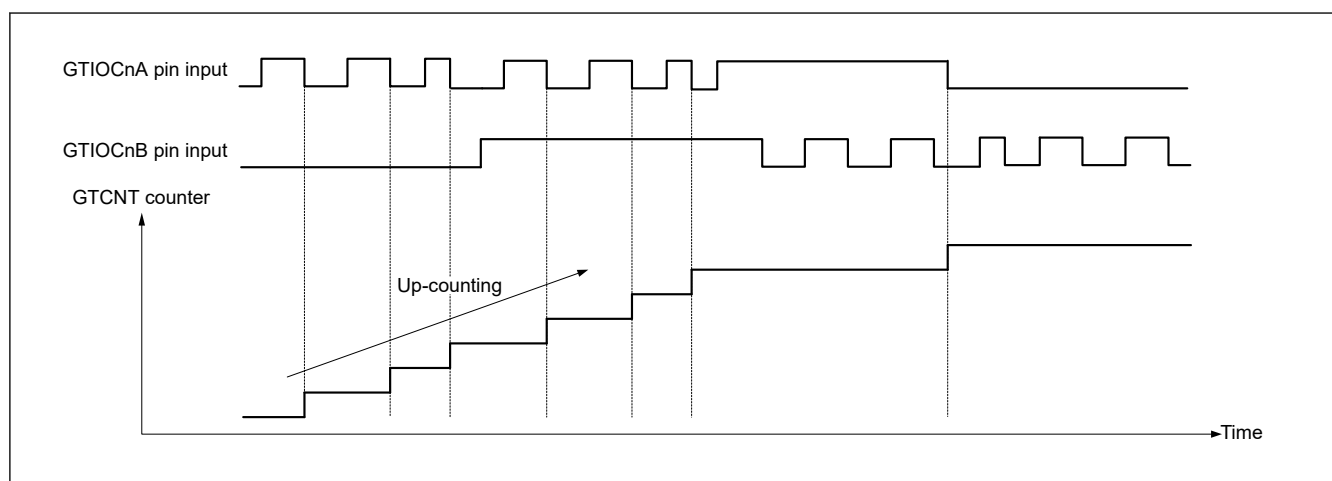 GTIOCnA pin input
GTIOCnB pin input
GTCNT counter
Up-counting
Time